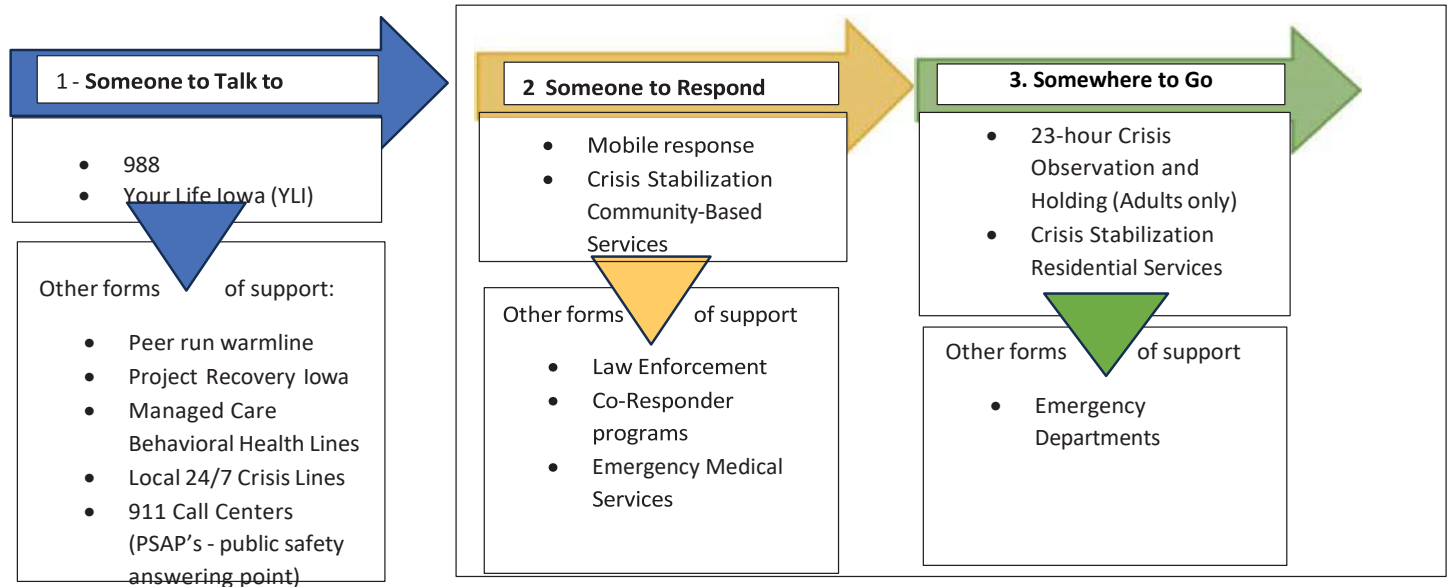 1 - Someone to Talk to
• 988
• Your Life Iowa (YLI)
Other forms of support:
• Peer run warmline
• Project Recovery Iowa
• Managed Care
Behavioral Health Lines
• Local 24/7 Crisis Lines
• 911 Call Centers
(PSAP’s - public safety
answering point)
2 Someone to Respond
• Mobile response
• Crisis Stabilization
Community-Based
Services
Other forms of support
• Law Enforcement
• Co-Responder
programs
• Emergency Medical
Services
3. Somewhere to Go
• 23-hour Crisis
Observation and
Holding (Adults only)
• Crisis Stabilization
Residential Services
Other forms of support
• Emergency
Departments